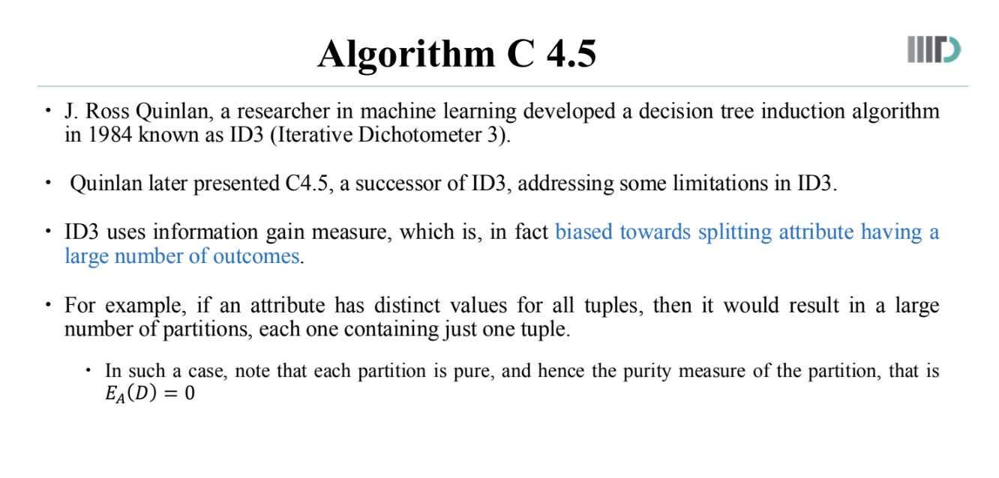 Algorithm C 4.5
IIID
• J. Ross Quinlan, a researcher in machine learning developed a decision tree induction algorithm
in 1984 known as ID3 (Iterative Dichotometer 3).
• Quinlan later presented C4.5, a successor of ID3, addressing some limitations in ID3.
• ID3 uses information gain measure, which is, in fact biased towards splitting attribute having a
large number of outcomes.
• For example, if an attribute has distinct values for all tuples, then it would result in a large
number of partitions, each one containing just one tuple.
• In such a case, note that each partition is pure, and hence the purity measure of the partition, that is
E_A(D) = 0